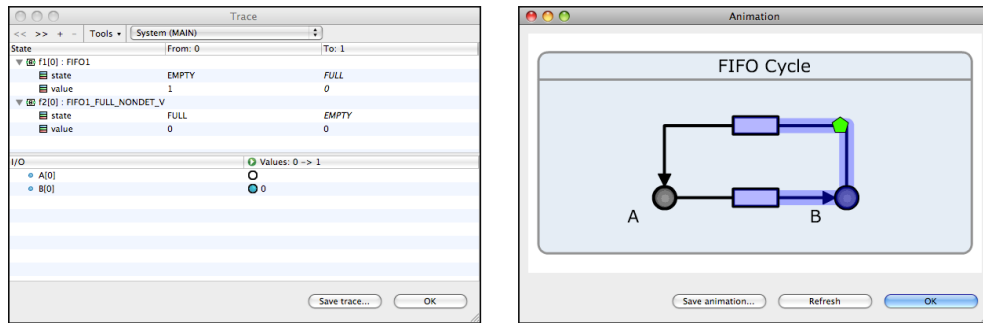 Trace
<< >> + - Tools System (MAIN)
State From: 0 To: 1
f1[0] : FIFO1
state EMPTY FULL
value 1 0
f2[0] : FIFO1_FULL_NONDET_V
state FULL EMPTY
value 0 0
I/O Values: 0 -> 1
A[0]
B[0] 0
Save trace... OK
Animation
FIFO Cycle
A B
Save animation... Refresh OK